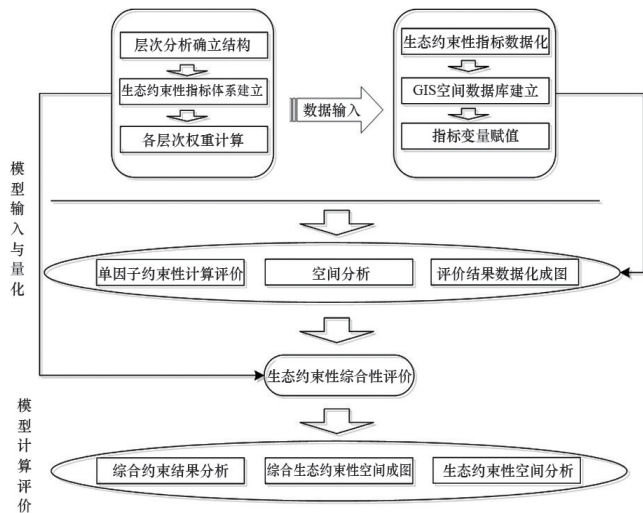 层次分析确立结构
生态约束性指标体系建立
各层次权重计算
数据输入
生态约束性指标数据化
GIS空间数据库建立
指标变量赋值
模型输入与量化
单因子约束性计算评价
空间分析
评价结果数据化成图
生态约束性综合性评价
模型计算评价
综合约束结果分析
综合生态约束性空间成图
生态约束性空间分析